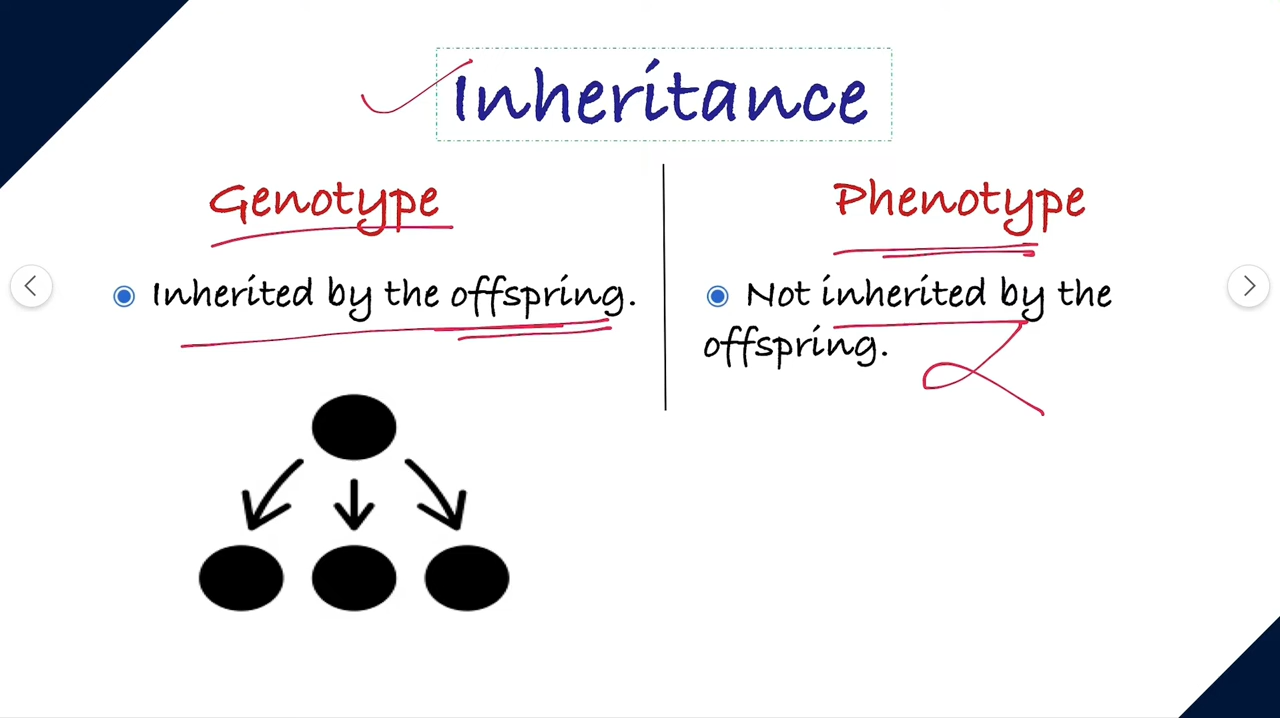 Inheritance
Genotype
Inherited by the offspring.
Phenotype
Not inherited by the
offspring.